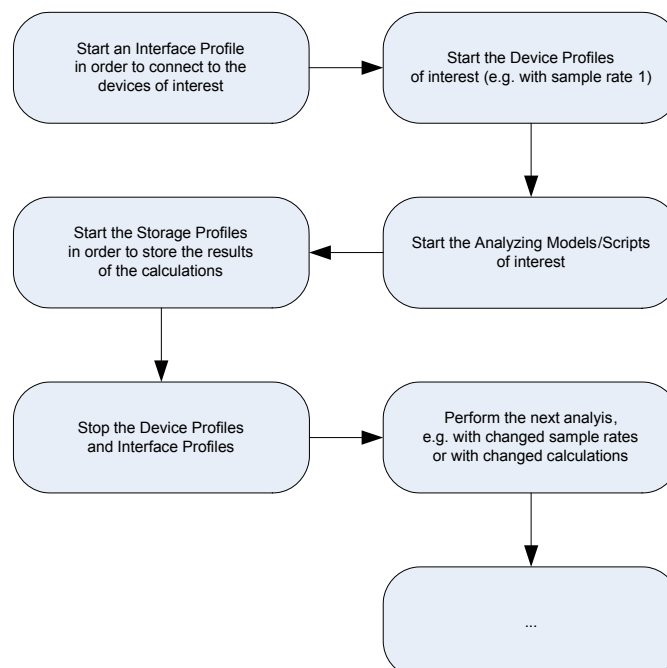 Start an Interface Profile
in order to connect to the
devices of interest
Start the Device Profiles
of interest (e.g. with sample rate 1)
Start the Analyzing Models/Scripts
of interest
Start the Storage Profiles
in order to store the results
of the calculations
Stop the Device Profiles
and Interface Profiles
Perform the next analyis,
e.g. with changed sample rates
or with changed calculations
...